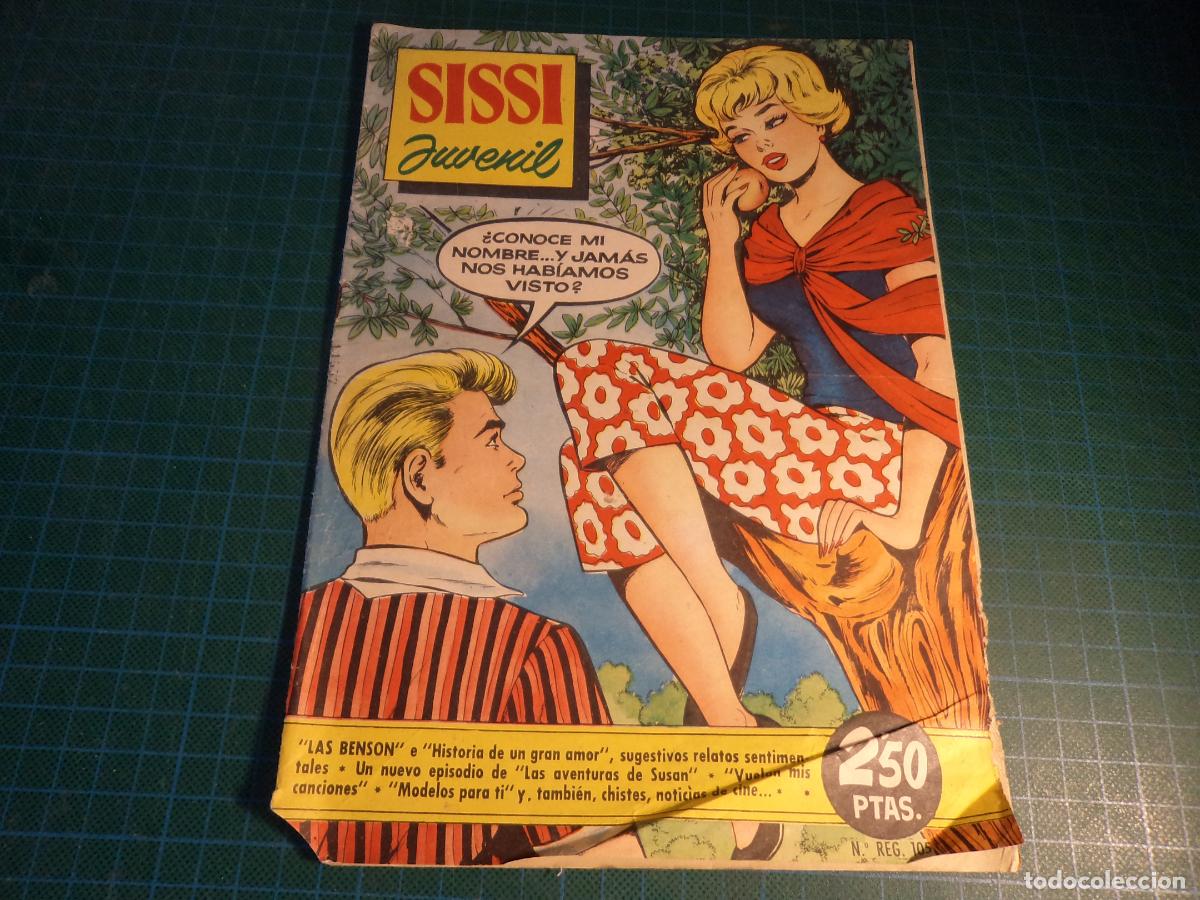 SISSI
Juvenil
¿CONOCE MI
NOMBRE...Y JAMÁS
NOS HABÍAMOS
VISTO?
"LAS BENSON" e "Historia de un gran amor", sugestivos relatos sentimen
tales * Un nuevo episodio de "Las aventuras de Susan" * "Vuelan mis
canciones" * "Modelos para ti" y, también, chistes, noticias de cine... * *
2'50
PTAS.
N.º REG. 105
todocoleccion